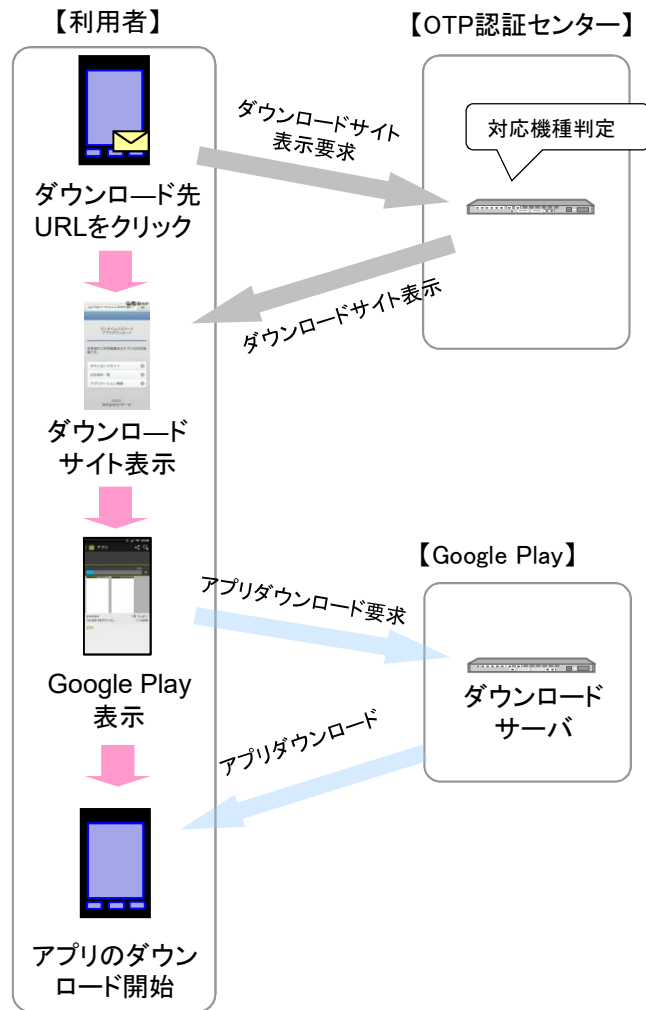 【利用者】
【OTP認証センター】
ダウンロードサイト
表示要求
対応機種判定
ダウンロード先
URLをクリック
ダウンロードサイト表示
ダウンロード
サイト表示
【Google Play】
アプリ
アプリダウンロード要求
ダウンロード
サーバ
Google Play
表示
アプリダウンロード
アプリのダウン
ロード開始